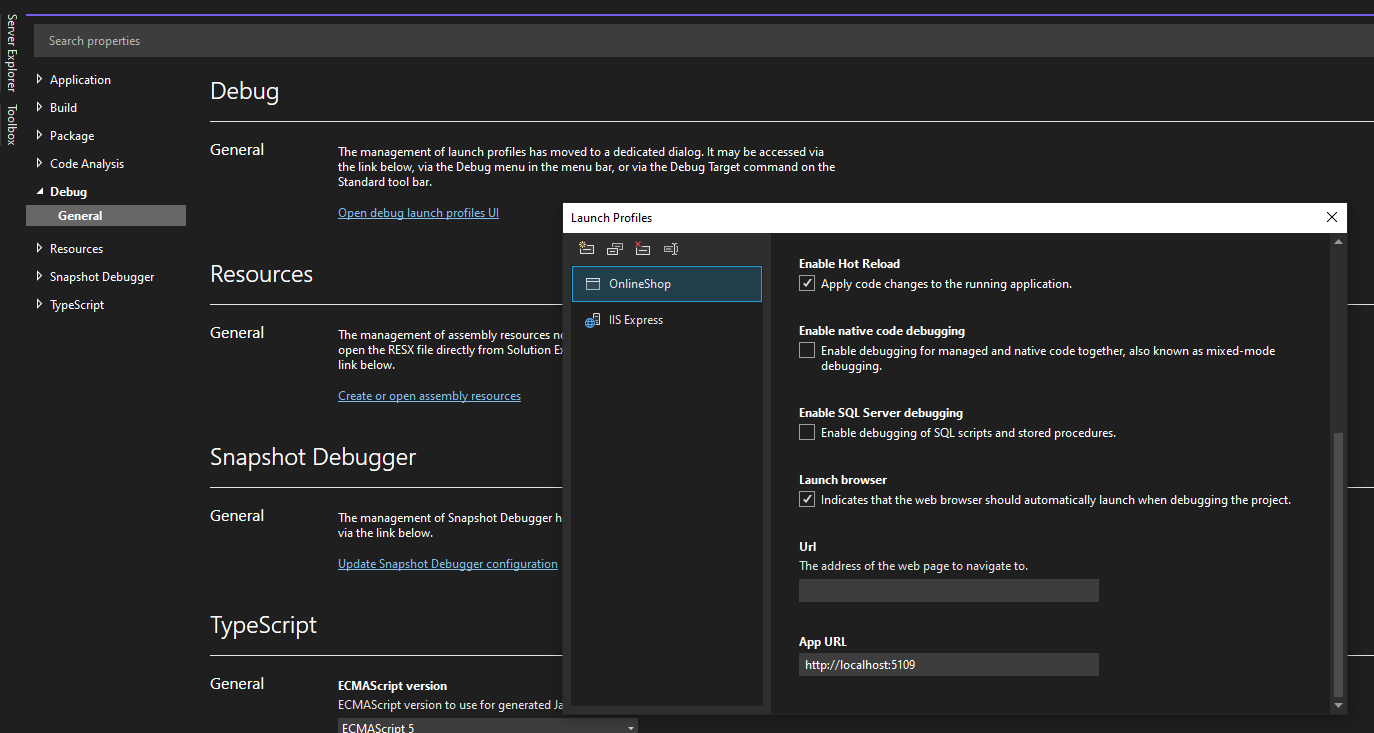 Server Explorer
Toolbox
Search properties
Application
Build
Package
Code Analysis
Debug
General
Resources
Snapshot Debugger
TypeScript
Debug
General
The management of launch profiles has moved to a dedicated dialog. It may be accessed via
the link below, via the Debug menu in the menu bar, or via the Debug Target command on the
Standard tool bar.
Open debug launch profiles UI
Resources
General
The management of assembly resources no
open the RESX file directly from Solution Ex
link below.
Create or open assembly resources
Snapshot Debugger
General
The management of Snapshot Debugger h
via the link below.
Update Snapshot Debugger configuration
TypeScript
General
ECMAScript version
ECMAScript version to use for generated Ja
ECMAScript 5
Launch Profiles
OnlineShop
IIS Express
Enable Hot Reload
Apply code changes to the running application.
Enable native code debugging
Enable debugging for managed and native code together, also known as mixed-mode
debugging.
Enable SQL Server debugging
Enable debugging of SQL scripts and stored procedures.
Launch browser
Indicates that the web browser should automatically launch when debugging the project.
Url
The address of the web page to navigate to.
App URL
http://localhost:5109